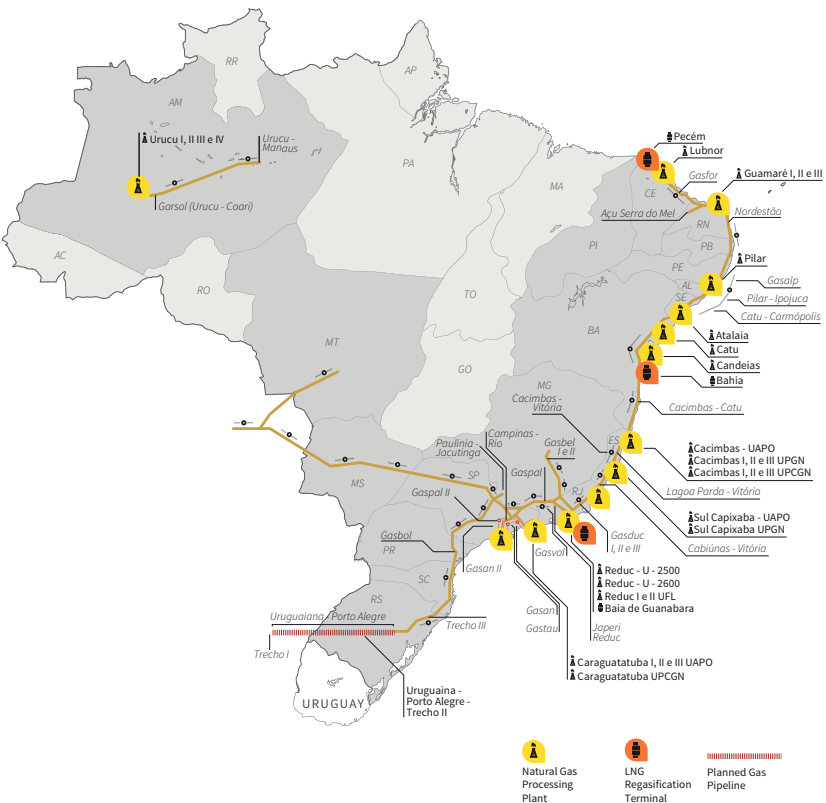 RR
AP
AM
Urucu I, II III e IV
Urucu -
Manaus
Garsol (Urucu - Coari)
PA
MA
Pecém
Lubnor
Gasfor
CE
Guamaré I, II e III
Açu Serra do Mel
Nordestão
RN
PB
PI
PE
Pilar
AL
SE
Gasalp
Pilar - Ipojuca
Catu - Carmópolis
AC
RO
TO
BA
Atalaia
Catu
Candeias
Bahia
MT
GO
MG
Cacimbas -
Vitória
Cacimbas - Catu
Campinas -
Rio
Paulínia -
Jacutinga
Gasbel
I e II
ES
Cacimbas - UAPO
Cacimbas I, II e III UPGN
Cacimbas I, II e III UPCGN
Lagoa Parda - Vitória
MS
SP
Gaspal
Gaspal II
RJ
Sul Capixaba - UAPO
Sul Capixaba UPGN
Cabiúnas - Vitória
Gasbol
PR
Gasan II
Gasvol
Gasduc
I, II e III
SC
RS
Reduc - U - 2500
Reduc - U - 2600
Reduc I e II UFL
Baia de Guanabara
Gasan
Gastau
Japeri
Reduc
Uruguaiana - Porto Alegre
Trecho III
Trecho I
Caraguatatuba I, II e III UAPO
Caraguatatuba UPCGN
Uruguaina -
Porto Alegre -
Trecho II
URUGUAY
Natural Gas
Processing
Plant
LNG
Regasification
Terminal
Planned Gas
Pipeline